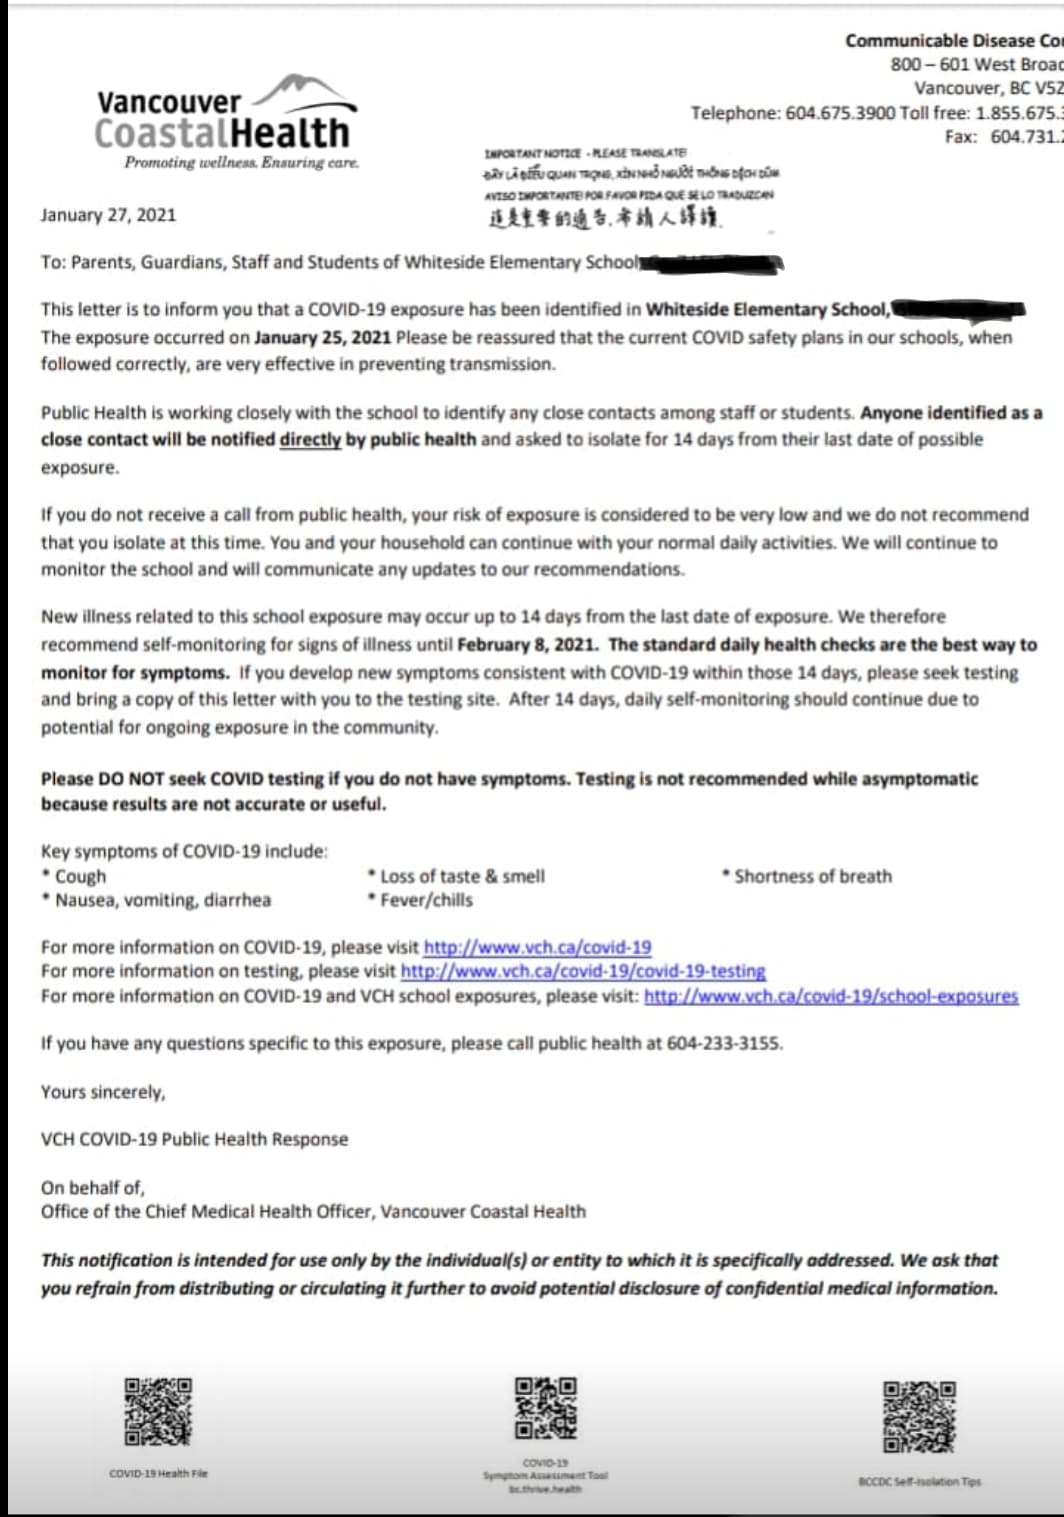 Communicable Disease
800 – 601 West
Vancouver, BC
Telephone: 604.675.3900 Toll free: 1.855.675.
Fax: 604.731.
Vancouver
CoastalHealth
Promoting wellness. Ensuring care.
IMPORTANT NOTICE - PLEASE TRANSLATE
ĐÂY LÀ ĐIỀU QUAN TRỌNG, XIN NHỜ NGƯỜI THÔNG DỊCH DÙM
AVISO IMPORTANTE! POR FAVOR PIDA QUE SE LO TRADUZCAN
這是重要的通告,希請人譯讀.
January 27, 2021
To: Parents, Guardians, Staff and Students of Whiteside Elementary School
This letter is to inform you that a COVID-19 exposure has been identified in Whiteside Elementary School,
The exposure occurred on January 25, 2021 Please be reassured that the current COVID safety plans in our schools, when
followed correctly, are very effective in preventing transmission.
Public Health is working closely with the school to identify any close contacts among staff or students. Anyone identified as a
close contact will be notified directly by public health and asked to isolate for 14 days from their last date of possible
exposure.
If you do not receive a call from public health, your risk of exposure is considered to be very low and we do not recommend
that you isolate at this time. You and your household can continue with your normal daily activities. We will continue to
monitor the school and will communicate any updates to our recommendations.
New illness related to this school exposure may occur up to 14 days from the last date of exposure. We therefore
recommend self-monitoring for signs of illness until February 8, 2021. The standard daily health checks are the best way to
monitor for symptoms. If you develop new symptoms consistent with COVID-19 within those 14 days, please seek testing
and bring a copy of this letter with you to the testing site. After 14 days, daily self-monitoring should continue due to
potential for ongoing exposure in the community.
Please DO NOT seek COVID testing if you do not have symptoms. Testing is not recommended while asymptomatic
because results are not accurate or useful.
Key symptoms of COVID-19 include:
* Cough * Loss of taste & smell * Shortness of breath
* Nausea, vomiting, diarrhea * Fever/chills
For more information on COVID-19, please visit http://www.vch.ca/covid-19
For more information on testing, please visit http://www.vch.ca/covid-19/covid-19-testing
For more information on COVID-19 and VCH school exposures, please visit: http://www.vch.ca/covid-19/school-exposures
If you have any questions specific to this exposure, please call public health at 604-233-3155.
Yours sincerely,
VCH COVID-19 Public Health Response
On behalf of,
Office of the Chief Medical Health Officer, Vancouver Coastal Health
This notification is intended for use only by the individual(s) or entity to which it is specifically addressed. We ask that
you refrain from distributing or circulating it further to avoid potential disclosure of confidential medical information.
COVID-19 Health File
COVID-19
Symptom Assessment Tool
bc.thrive.health
BCCDC Self-Isolation Tips